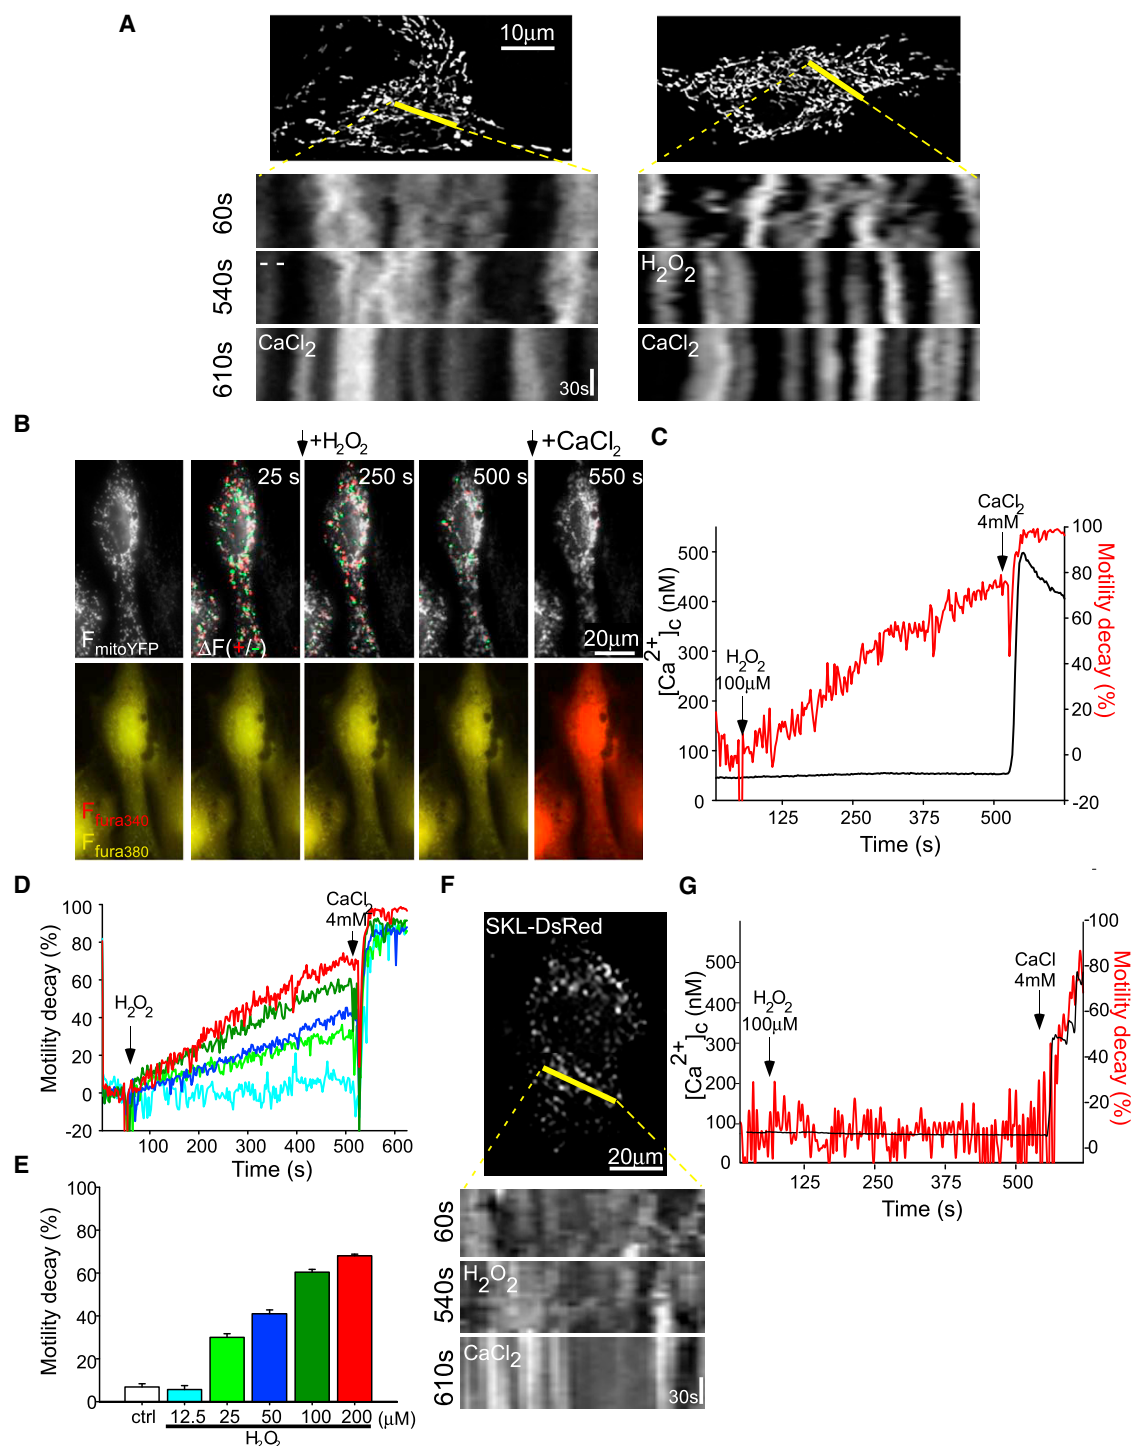 A
10μm
60s
540s
- -
H2O2
610s
CaCl2
30s
CaCl2
B
+H2O2
+CaCl2
25 s
250 s
500 s
550 s
FmitoYFP
ΔF(+/-)
20μm
Ffura340
Ffura380
C
CaCl2
4mM
H2O2
100μM
[Ca2+]c (nM)
500
400
300
200
100
0
100
80
60
40
20
0
-20
Motility decay (%)
125
250
375
500
Time (s)
D
CaCl2
4mM
H2O2
Motility decay (%)
100
80
60
40
20
0
-20
100
200
300
400
500
600
Time (s)
E
Motility decay (%)
100
80
60
40
20
0
ctrl
12.5
25
50
100
200
(μM)
H2O2
F
SKL-DsRed
20μm
60s
540s
H2O2
610s
CaCl2
30s
G
CaCl
4mM
H2O2
100μM
[Ca2+]c (nM)
500
400
300
200
100
0
-100
-80
-60
-40
-20
-0
Motility decay (%)
125
250
375
500
Time (s)